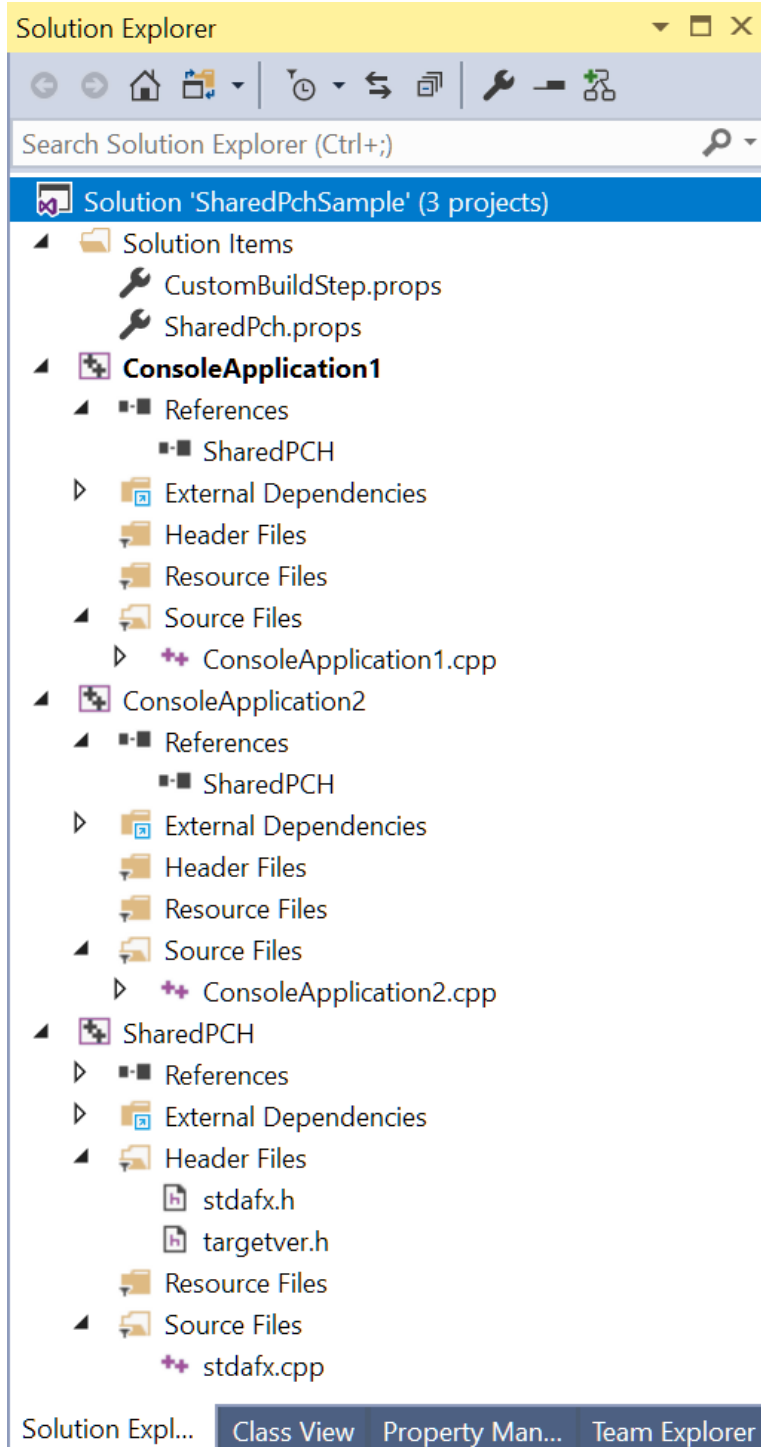 Solution Explorer
Search Solution Explorer (Ctrl+;)
Solution 'SharedPchSample' (3 projects)
Solution Items
CustomBuildStep.props
SharedPch.props
ConsoleApplication1
References
SharedPCH
External Dependencies
Header Files
Resource Files
Source Files
ConsoleApplication1.cpp
ConsoleApplication2
References
SharedPCH
External Dependencies
Header Files
Resource Files
Source Files
ConsoleApplication2.cpp
SharedPCH
References
External Dependencies
Header Files
stdafx.h
targetver.h
Resource Files
Source Files
stdafx.cpp
Solution Expl... Class View Property Man... Team Explorer